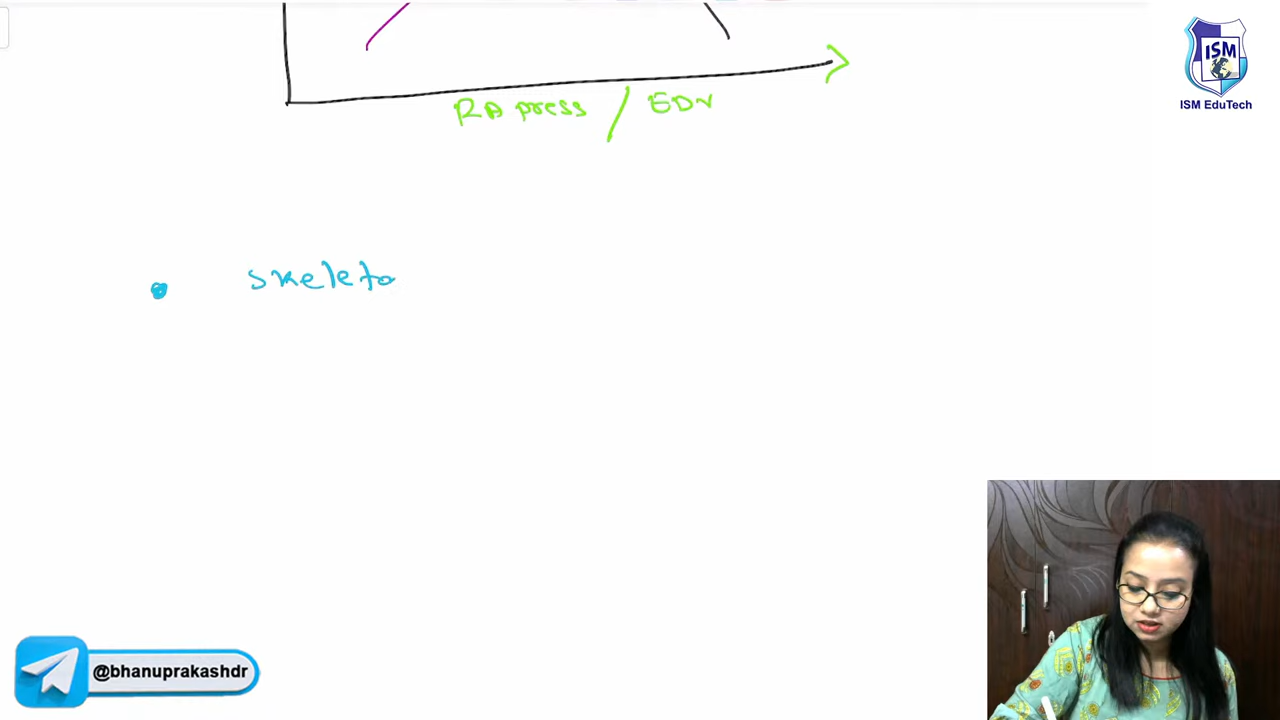 ISM
ISM EduTech
RA press / EDV
• skeleto
@bhanuprakashdr